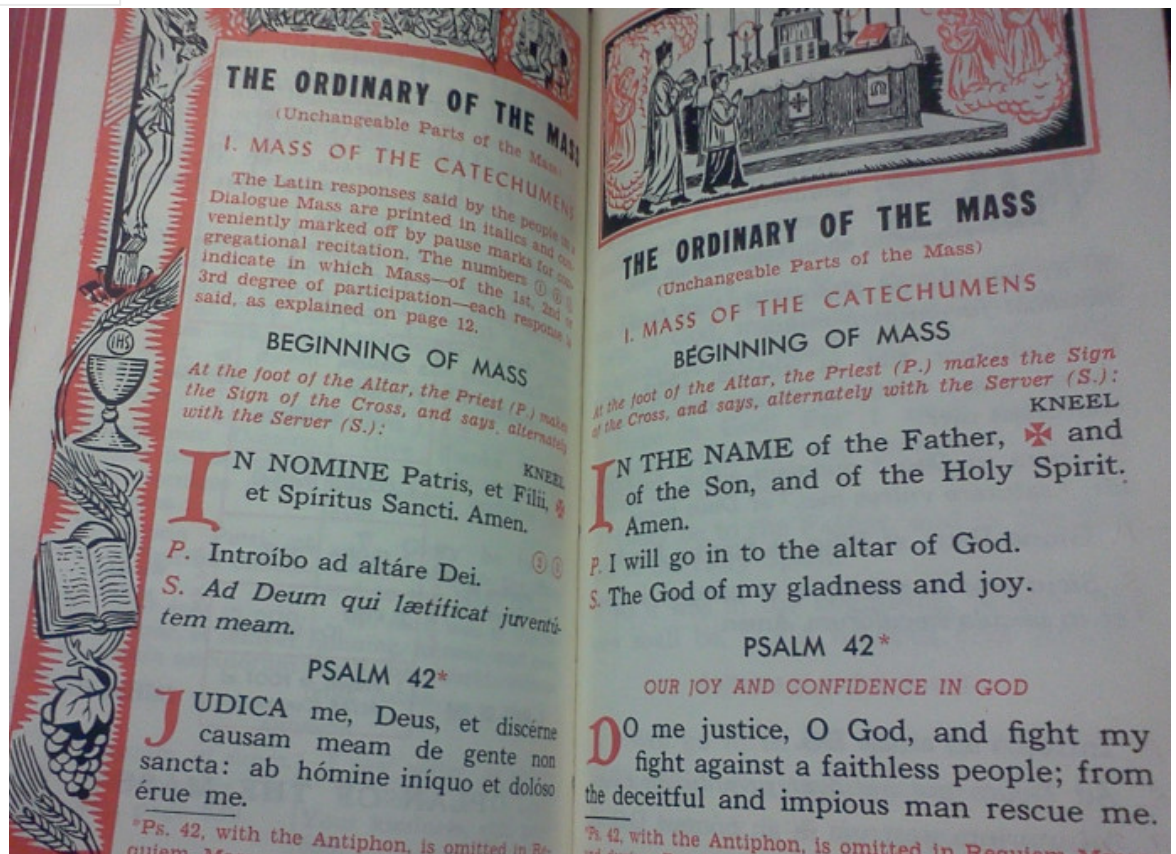 THE ORDINARY OF THE MASS
(Unchangeable Parts of the Mass)
I. MASS OF THE CATECHUMENS
The Latin responses said by the people in a
Dialogue Mass are printed in italics and con-
veniently marked off by pause marks for con-
gregational recitation. The numbers ① ② ③
indicate in which Mass—of the 1st, 2nd or
3rd degree of participation—each response is
said, as explained on page 12.
BEGINNING OF MASS
At the foot of the Altar, the Priest (P.) makes
the Sign of the Cross, and says, alternately
with the Server (S.):
KNEEL
IN NOMINE Patris, et Fílii, ✠
et Spíritus Sancti. Amen.
P. Introíbo ad altáre Dei.
S. Ad Deum qui lætíficat juventú-
tem meam.
PSALM 42*
JUDICA me, Deus, et discérne
causam meam de gente non
sancta: ab hómine iníquo et dolóso
érue me.
*Ps. 42, with the Antiphon, is omitted in Re-
IHS
THE ORDINARY OF THE MASS
(Unchangeable Parts of the Mass)
I. MASS OF THE CATECHUMENS
BEGINNING OF MASS
At the foot of the Altar, the Priest (P.) makes the Sign
of the Cross, and says, alternately with the Server (S.):
KNEEL
IN THE NAME of the Father, ✠ and
of the Son, and of the Holy Spirit.
Amen.
P. I will go in to the altar of God.
S. The God of my gladness and joy.
PSALM 42*
OUR JOY AND CONFIDENCE IN GOD
DO me justice, O God, and fight my
fight against a faithless people; from
the deceitful and impious man rescue me.
*Ps. 42, with the Antiphon, is omitted in Requiem